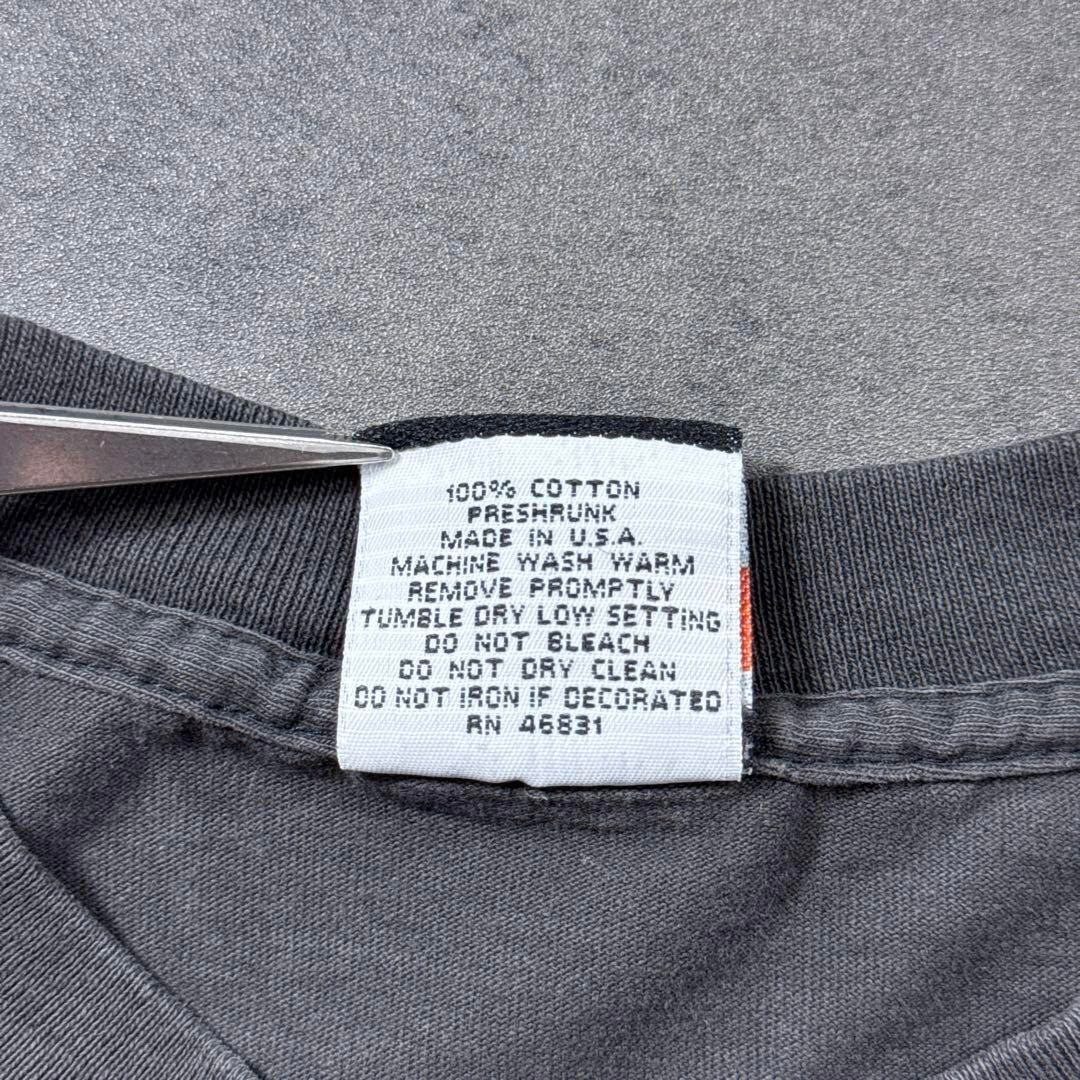 100% COTTON
PRESHRUNK
MADE IN U.S.A.
MACHINE WASH WARM
REMOVE PROMPTLY
TUMBLE DRY LOW SETTING
DO NOT BLEACH
DO NOT DRY CLEAN
DO NOT IRON IF DECORATED
RN 46831